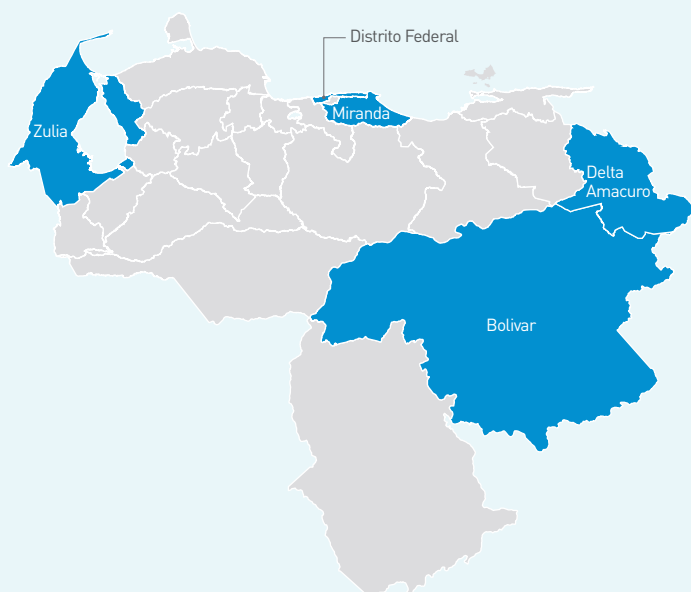 Distrito Federal
Miranda
Zulia
Delta
Amacuro
Bolivar